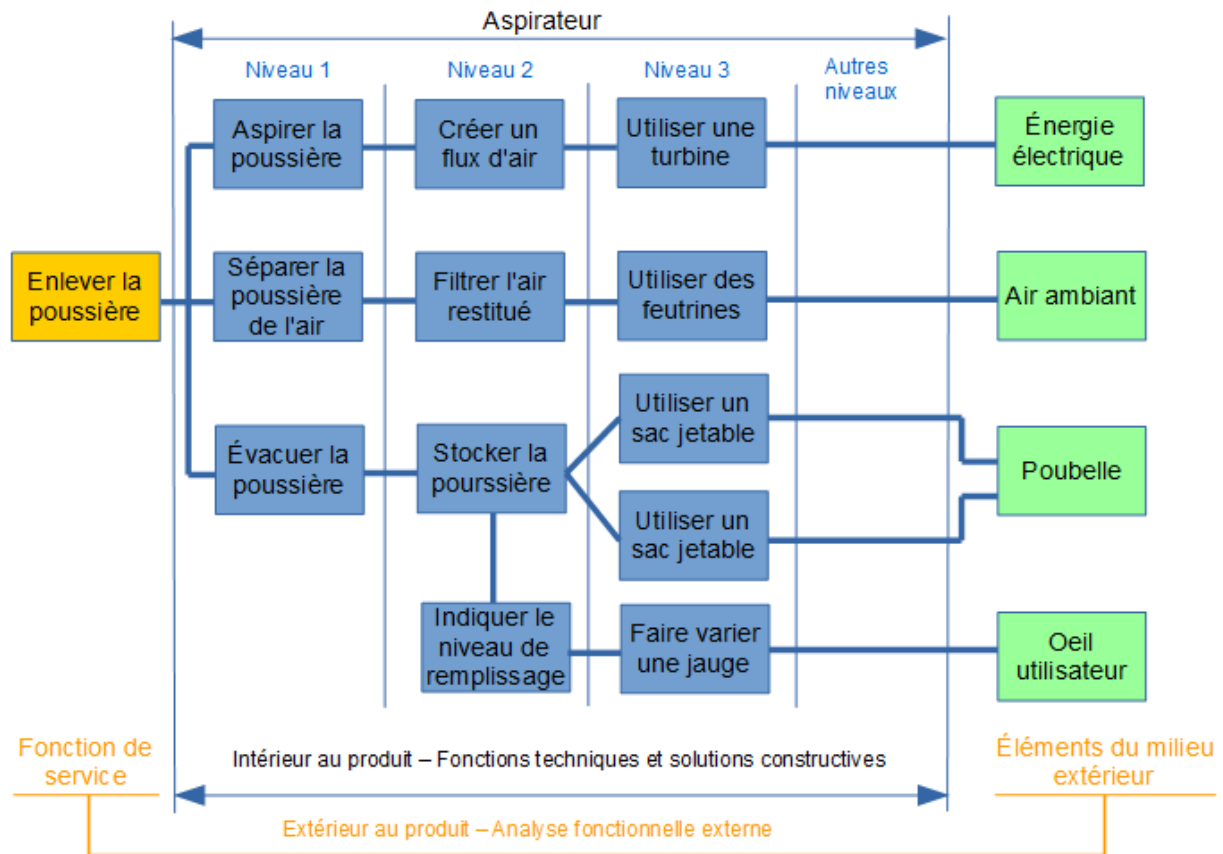 Aspirateur
Niveau 1
Niveau 2
Niveau 3
Autres
niveaux
Aspirer la
poussière
Créer un
flux d'air
Utiliser une
turbine
Énergie
électrique
Enlever la
poussière
Séparer la
poussière
de l'air
Filtrer l'air
restitué
Utiliser des
feutrines
Air ambiant
Évacuer la
poussière
Stocker la
pourssière
Utiliser un
sac jetable
Utiliser un
sac jetable
Poubelle
Indiquer le
niveau de
remplissage
Faire varier
une jauge
Oeil
utilisateur
Fonction de
service
Intérieur au produit – Fonctions techniques et solutions constructives
Éléments du milieu
extérieur
Extérieur au produit – Analyse fonctionnelle externe